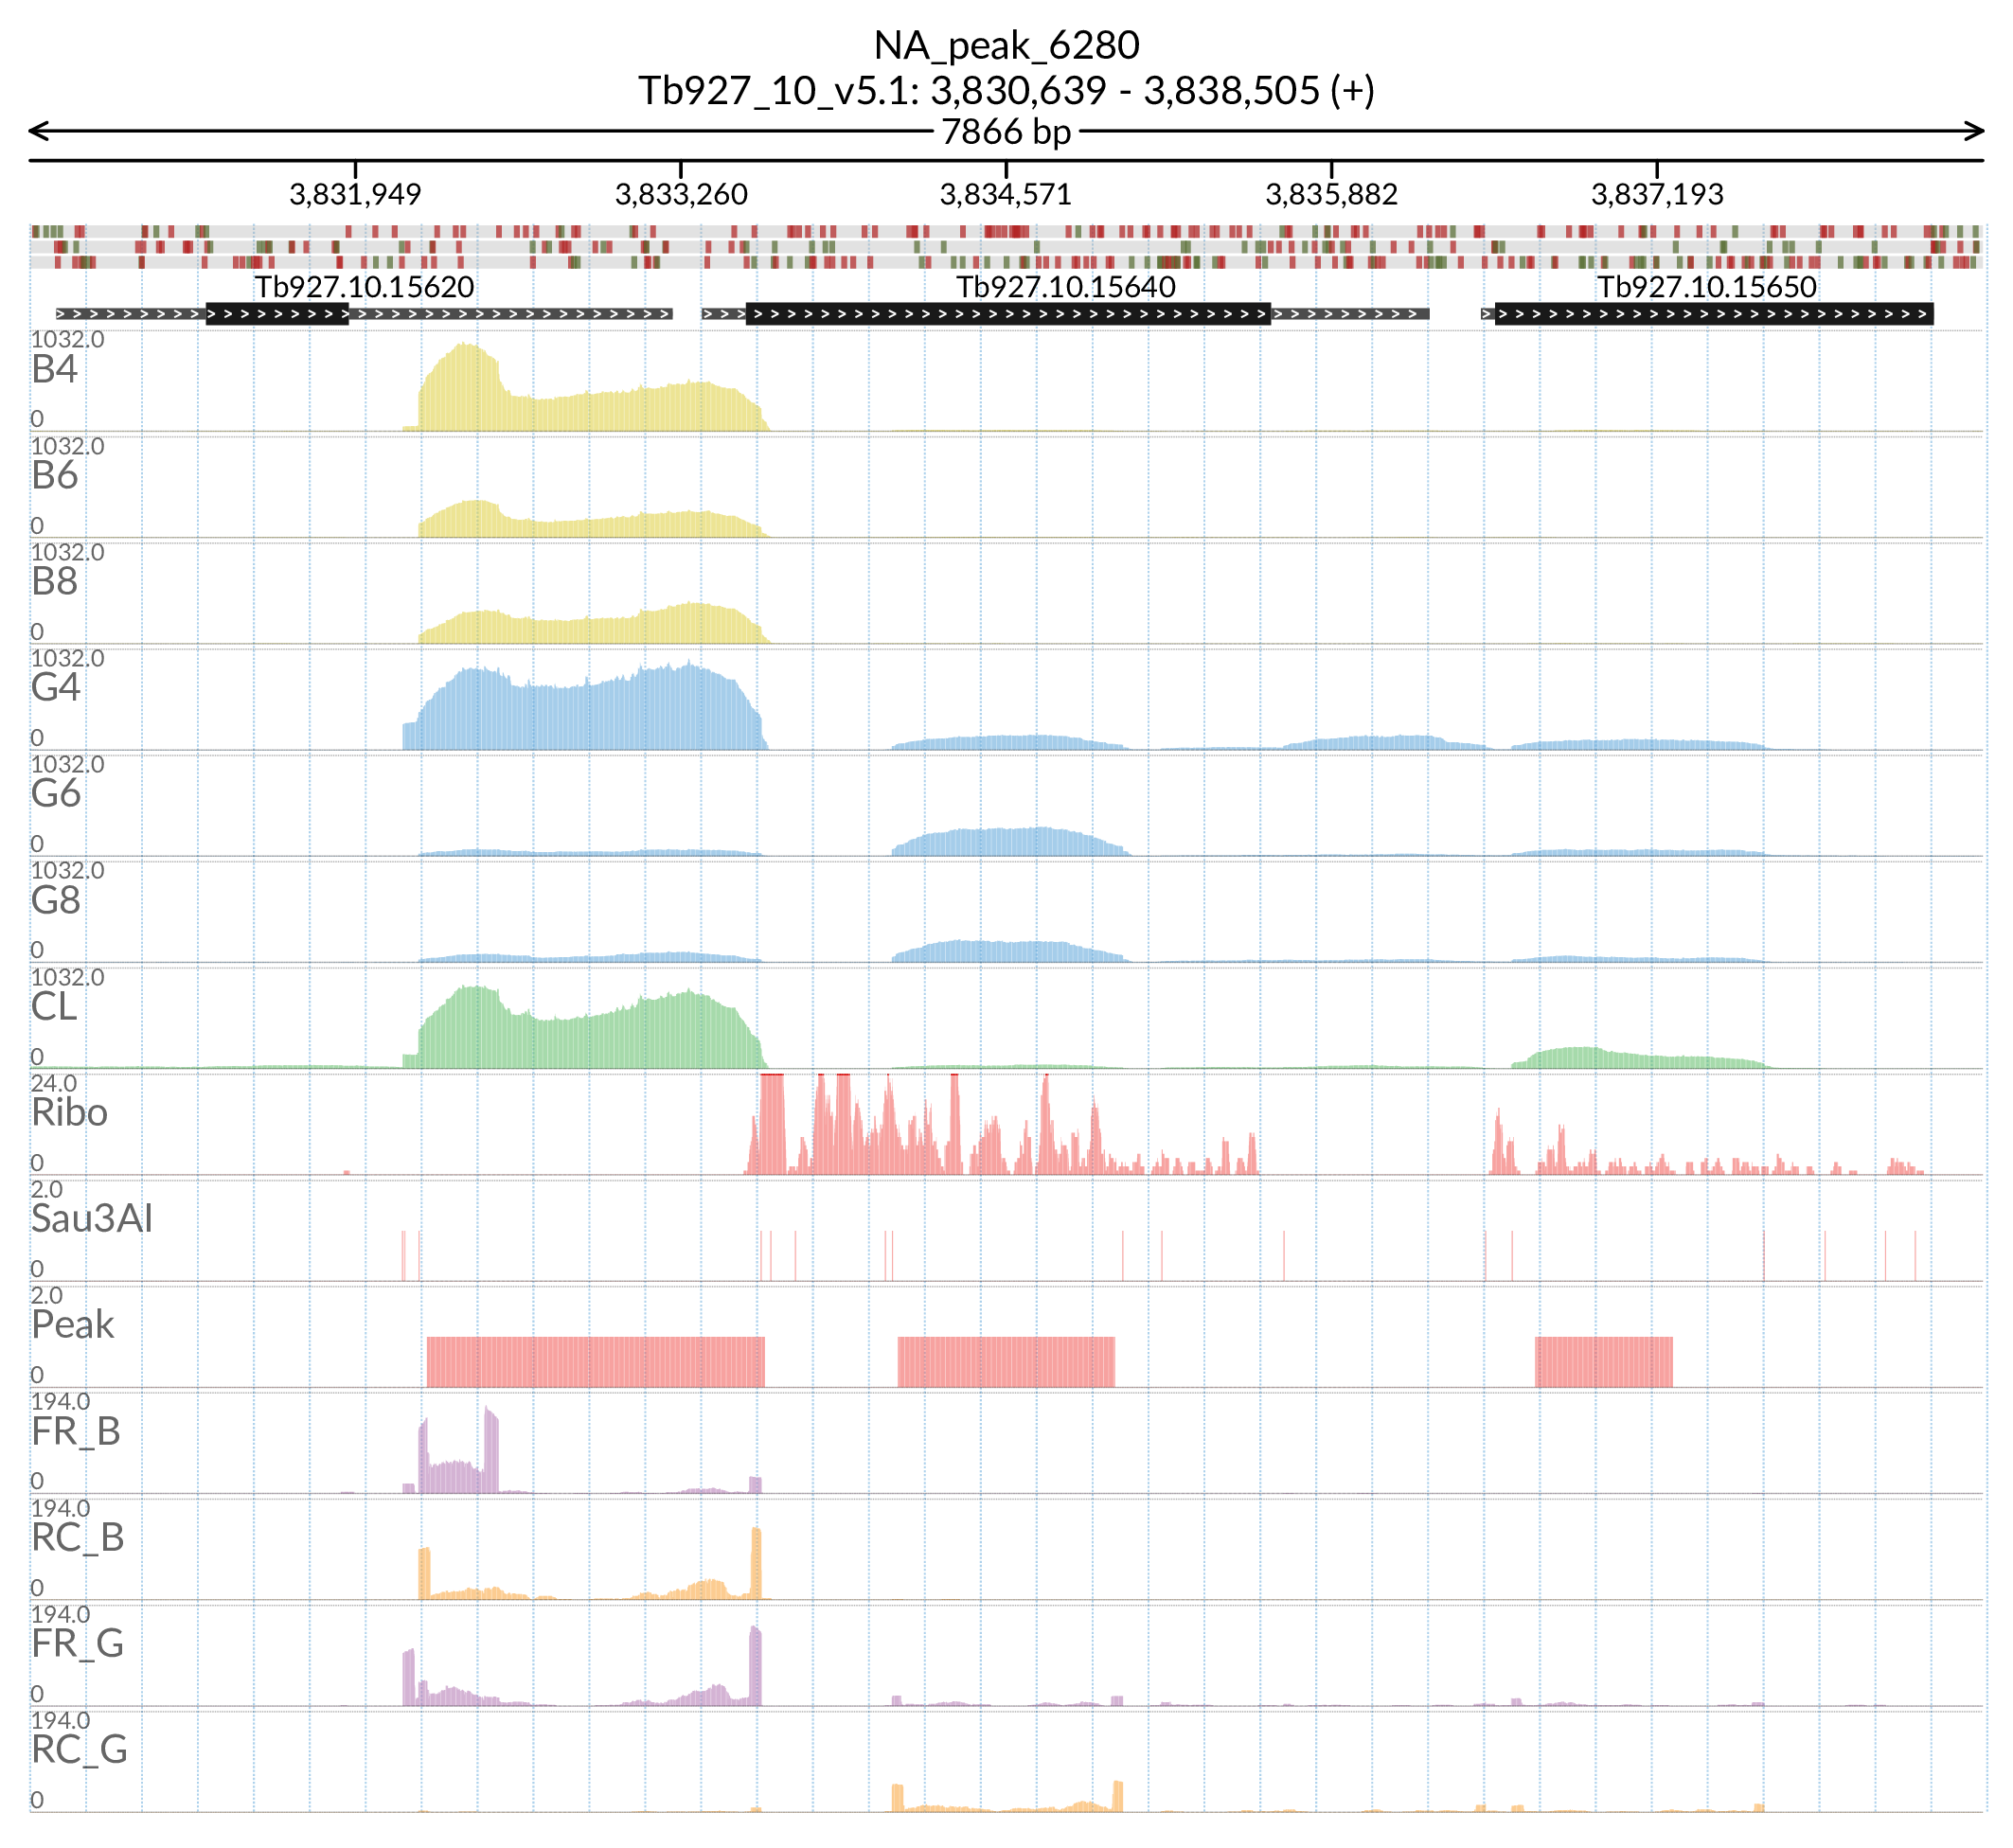 NA_peak_6280
Tb927_10_v5.1: 3,830,639 - 3,838,505 (+)
7866 bp
3,831,949 3,833,260 3,834,571 3,835,882 3,837,193
Tb927.10.15620 Tb927.10.15640 Tb927.10.15650
1032.0
B4
0
1032.0
B6
0
1032.0
B8
0
1032.0
G4
0
1032.0
G6
0
1032.0
G8
0
1032.0
CL
0
24.0
Ribo
0
2.0
Sau3AI
0
2.0
Peak
0
194.0
FR_B
0
194.0
RC_B
0
194.0
FR_G
0
194.0
RC_G
0